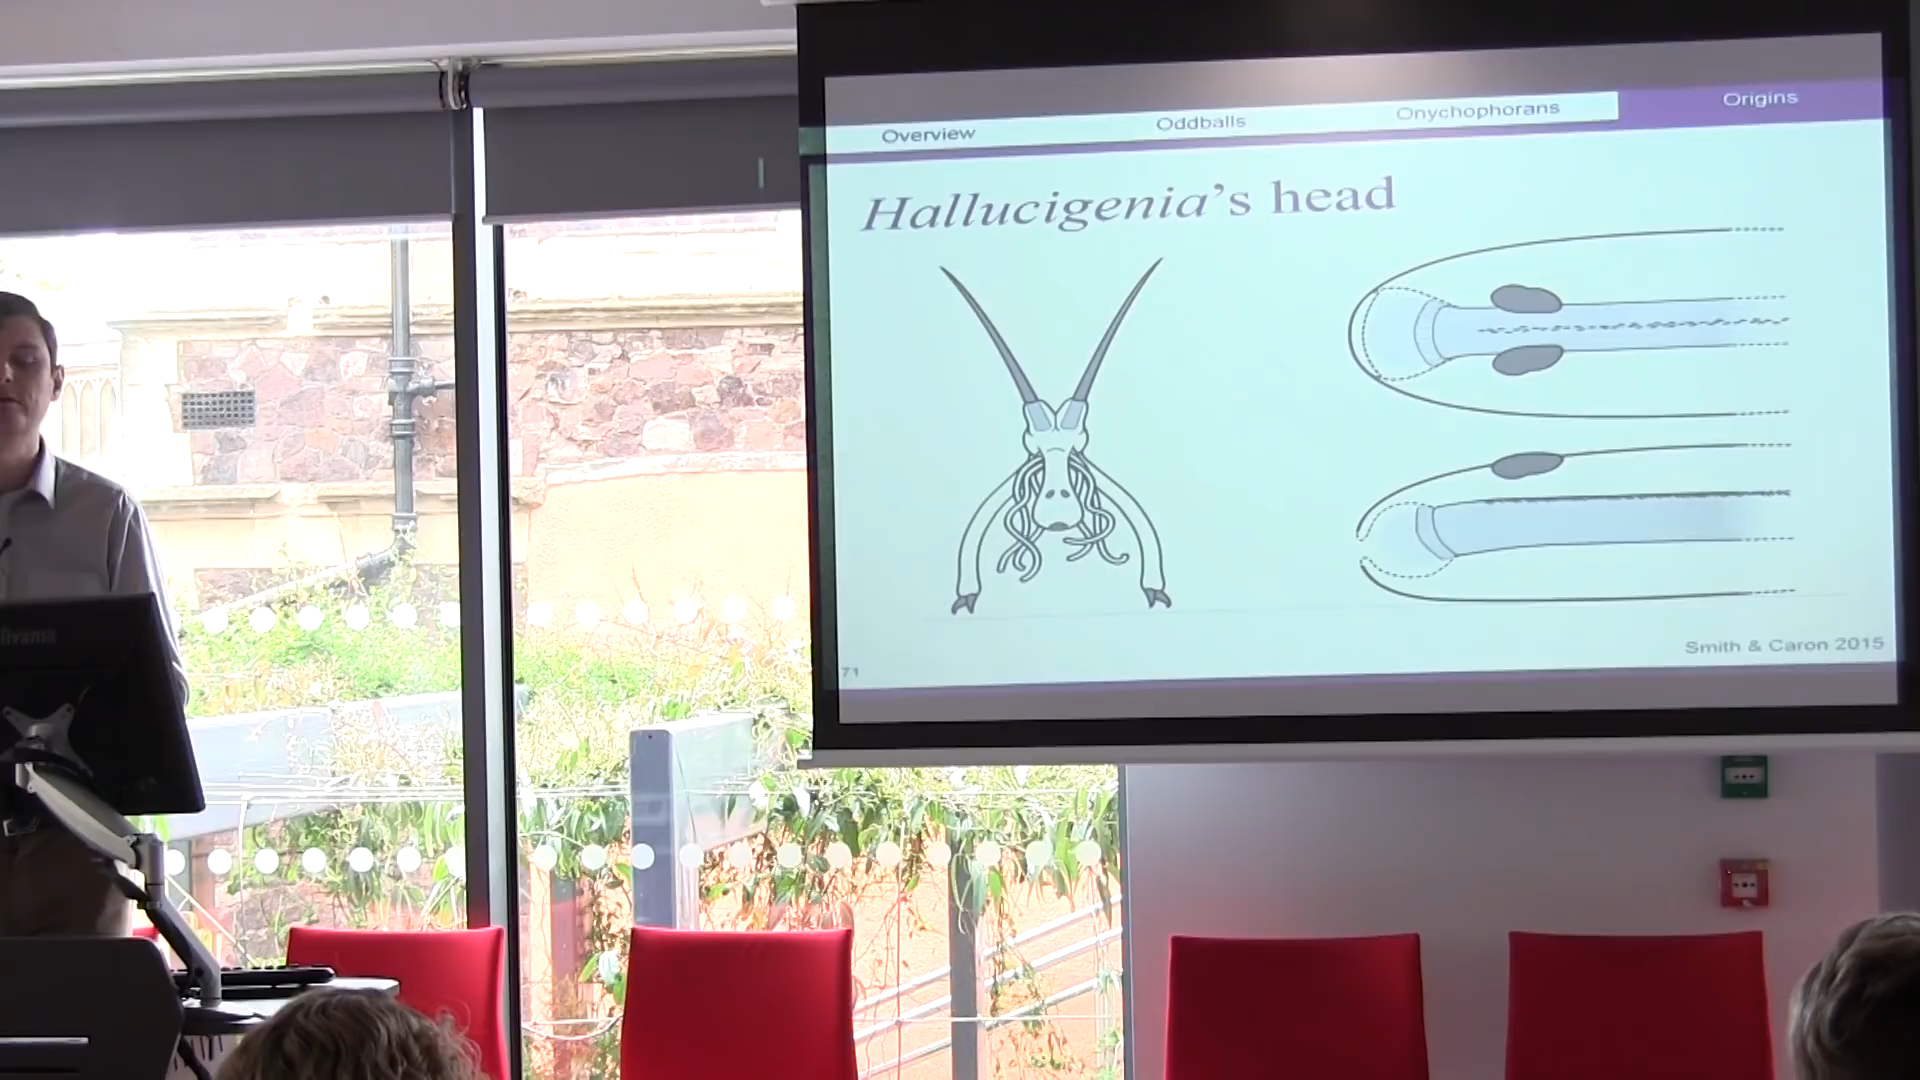 Overview
Oddballs
Onychophorans
Origins
Hallucigenia's head
Smith & Caron 2015
71